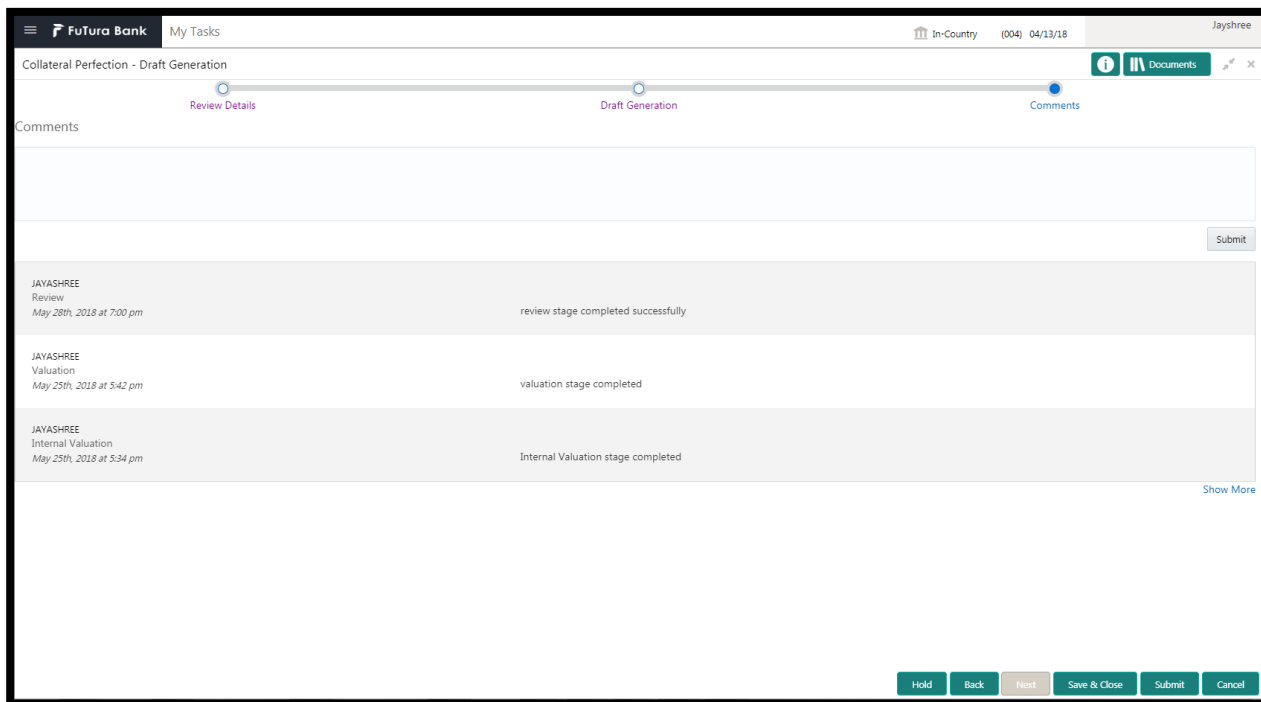 FuTura Bank
My Tasks
In-Country
(004) 04/13/18
Jayshree
Collateral Perfection - Draft Generation
Documents
Review Details
Draft Generation
Comments
Comments
Submit
JAYASHREE
Review
May 28th, 2018 at 7:00 pm
review stage completed successfully
JAYASHREE
Valuation
May 25th, 2018 at 5:42 pm
valuation stage completed
JAYASHREE
Internal Valuation
May 25th, 2018 at 5:34 pm
Internal Valuation stage completed
Show More
Hold
Back
Next
Save & Close
Submit
Cancel